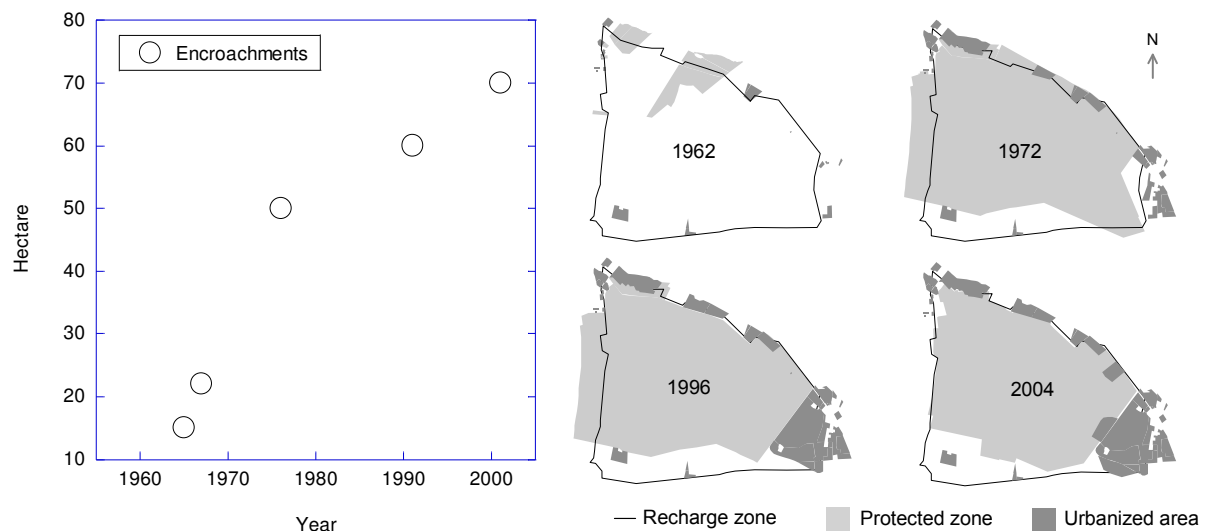 80
70
60
50
40
30
20
10
Hectare
Encroachments
1960 1970 1980 1990 2000
Year
N
1962
1972
1996
2004
Recharge zone
Protected zone
Urbanized area